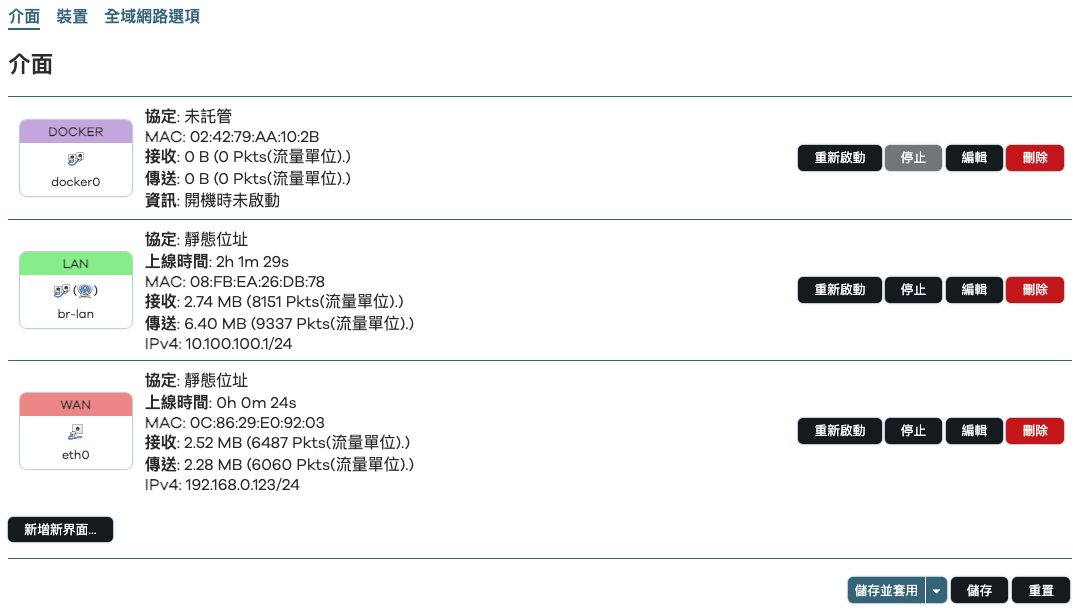 介面 裝置 全域網路選項
介面
DOCKER
docker0
協定: 未託管
MAC: 02:42:79:AA:10:2B
接收: 0 B (0 Pkts(流量單位).)
傳送: 0 B (0 Pkts(流量單位).)
資訊: 開機時未啟動
重新啟動 停止 編輯 刪除
LAN
br-lan
協定: 靜態位址
上線時間: 2h 1m 29s
MAC: 08:FB:EA:26:DB:78
接收: 2.74 MB (8151 Pkts(流量單位).)
傳送: 6.40 MB (9337 Pkts(流量單位).)
IPv4: 10.100.100.1/24
重新啟動 停止 編輯 刪除
WAN
eth0
協定: 靜態位址
上線時間: 0h 0m 24s
MAC: 0C:86:29:E0:92:03
接收: 2.52 MB (6487 Pkts(流量單位).)
傳送: 2.28 MB (6060 Pkts(流量單位).)
IPv4: 192.168.0.123/24
重新啟動 停止 編輯 刪除
新增新界面...
儲存並套用 儲存 重置